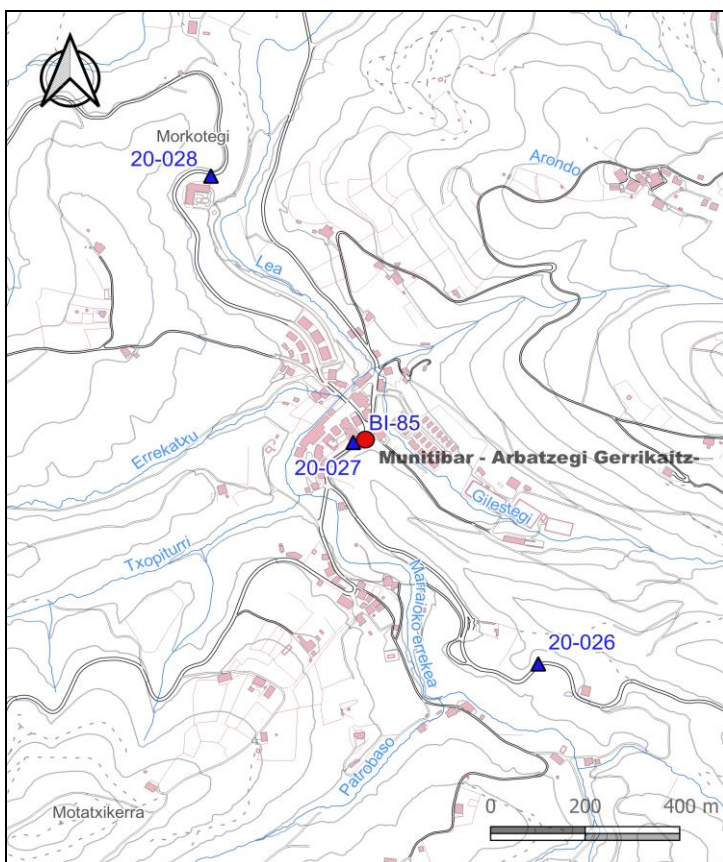 Morkotegi
20-028
Arondo
Lea
BI-85
20-027
Munitibar - Arbatzegi Gerrikaitz-
Errekatxu
Gilestegi
Txopiturri
Marraioko-errekea
20-026
Patrobaso
Motatxikerra
0 200 400 m